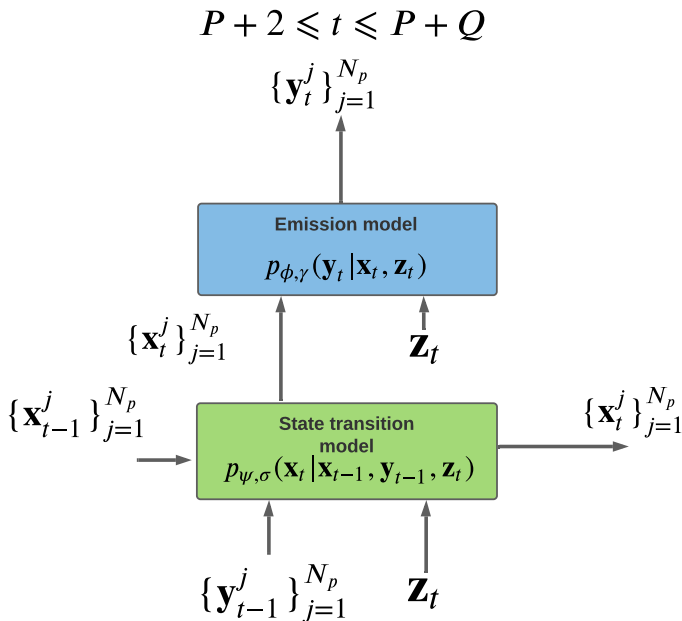 P + 2 ⩽ t ⩽ P + Q
{𝐲_t^j}_{j=1}^{N_p}
Emission model
p_{ϕ,γ}(𝐲_t|𝐱_t, 𝐳_t)
{𝐱_t^j}_{j=1}^{N_p}
𝐳_t
{𝐱_{t−1}^j}_{j=1}^{N_p}
State transition
model
p_{ψ,σ}(𝐱_t|𝐱_{t−1}, 𝐲_{t−1}, 𝐳_t)
{𝐱_t^j}_{j=1}^{N_p}
{𝐲_{t−1}^j}_{j=1}^{N_p}
𝐳_t